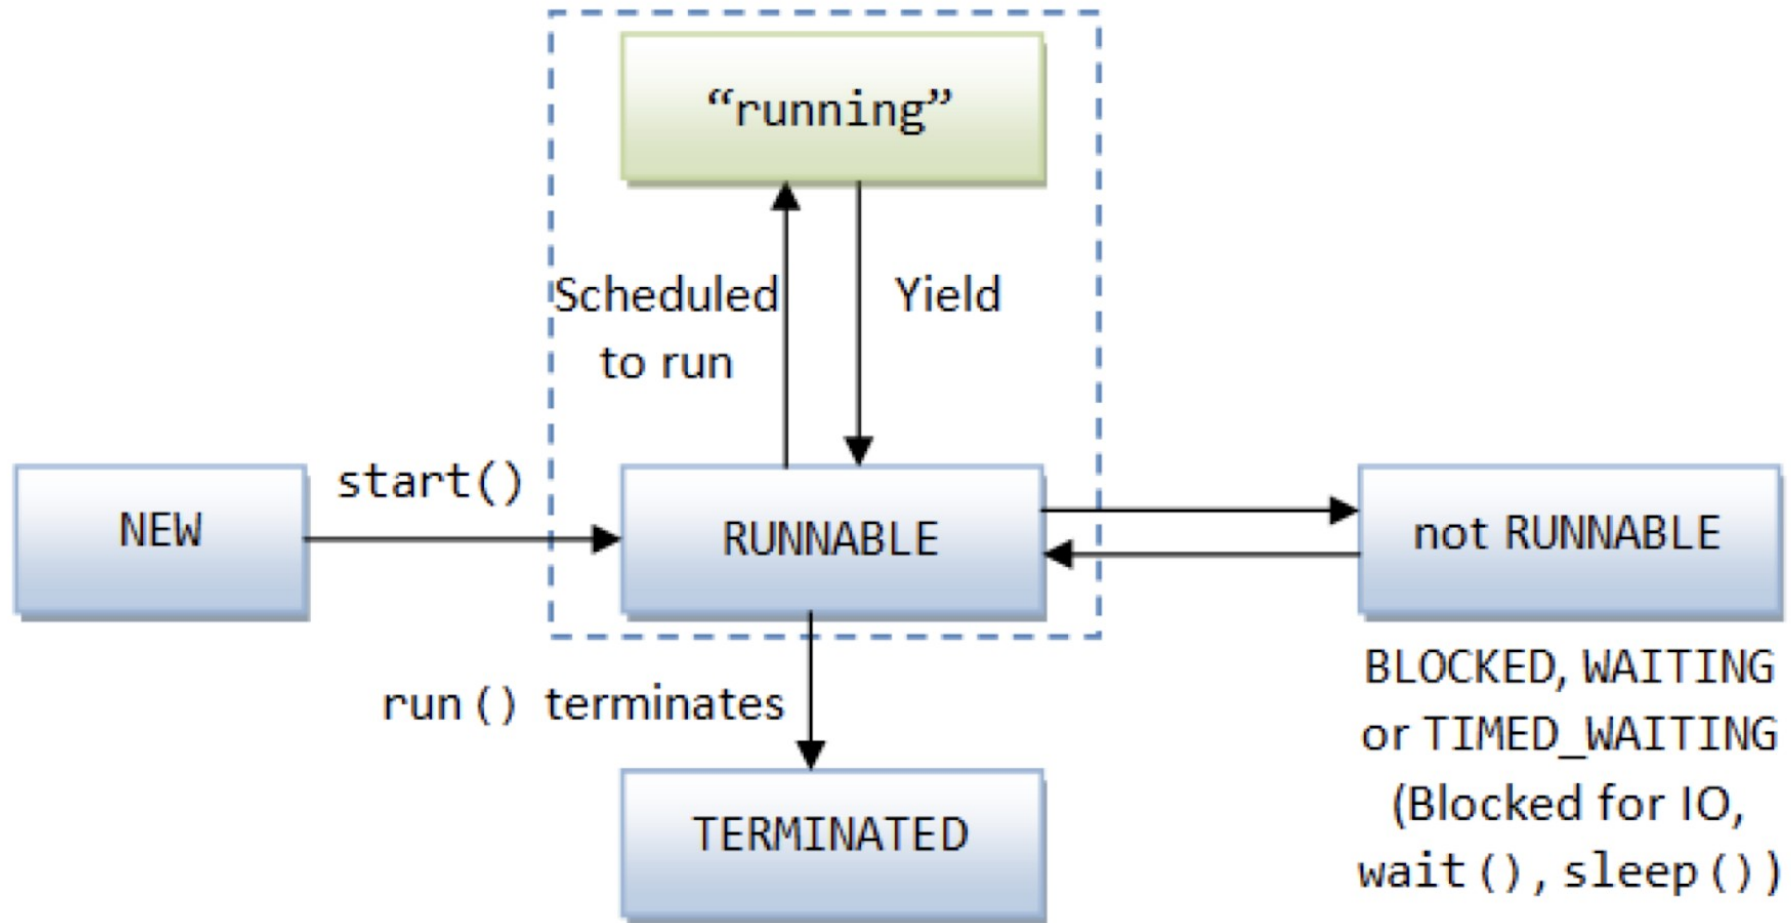 “running”
Scheduled
to run
Yield
NEW
start()
RUNNABLE
not RUNNABLE
run() terminates
TERMINATED
BLOCKED, WAITING
or TIMED_WAITING
(Blocked for IO,
wait(), sleep())